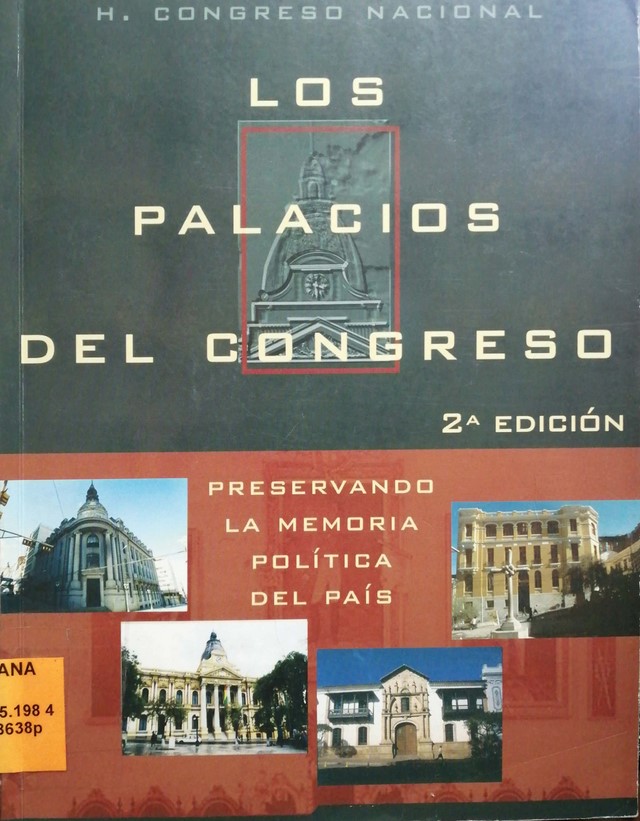 H. CONGRESO NACIONAL
LOS
PALACIOS
DEL CONGRESO
2ª EDICIÓN
PRESERVANDO
LA MEMORIA
POLÍTICA
DEL PAÍS
ANA
5.198 4
3638p